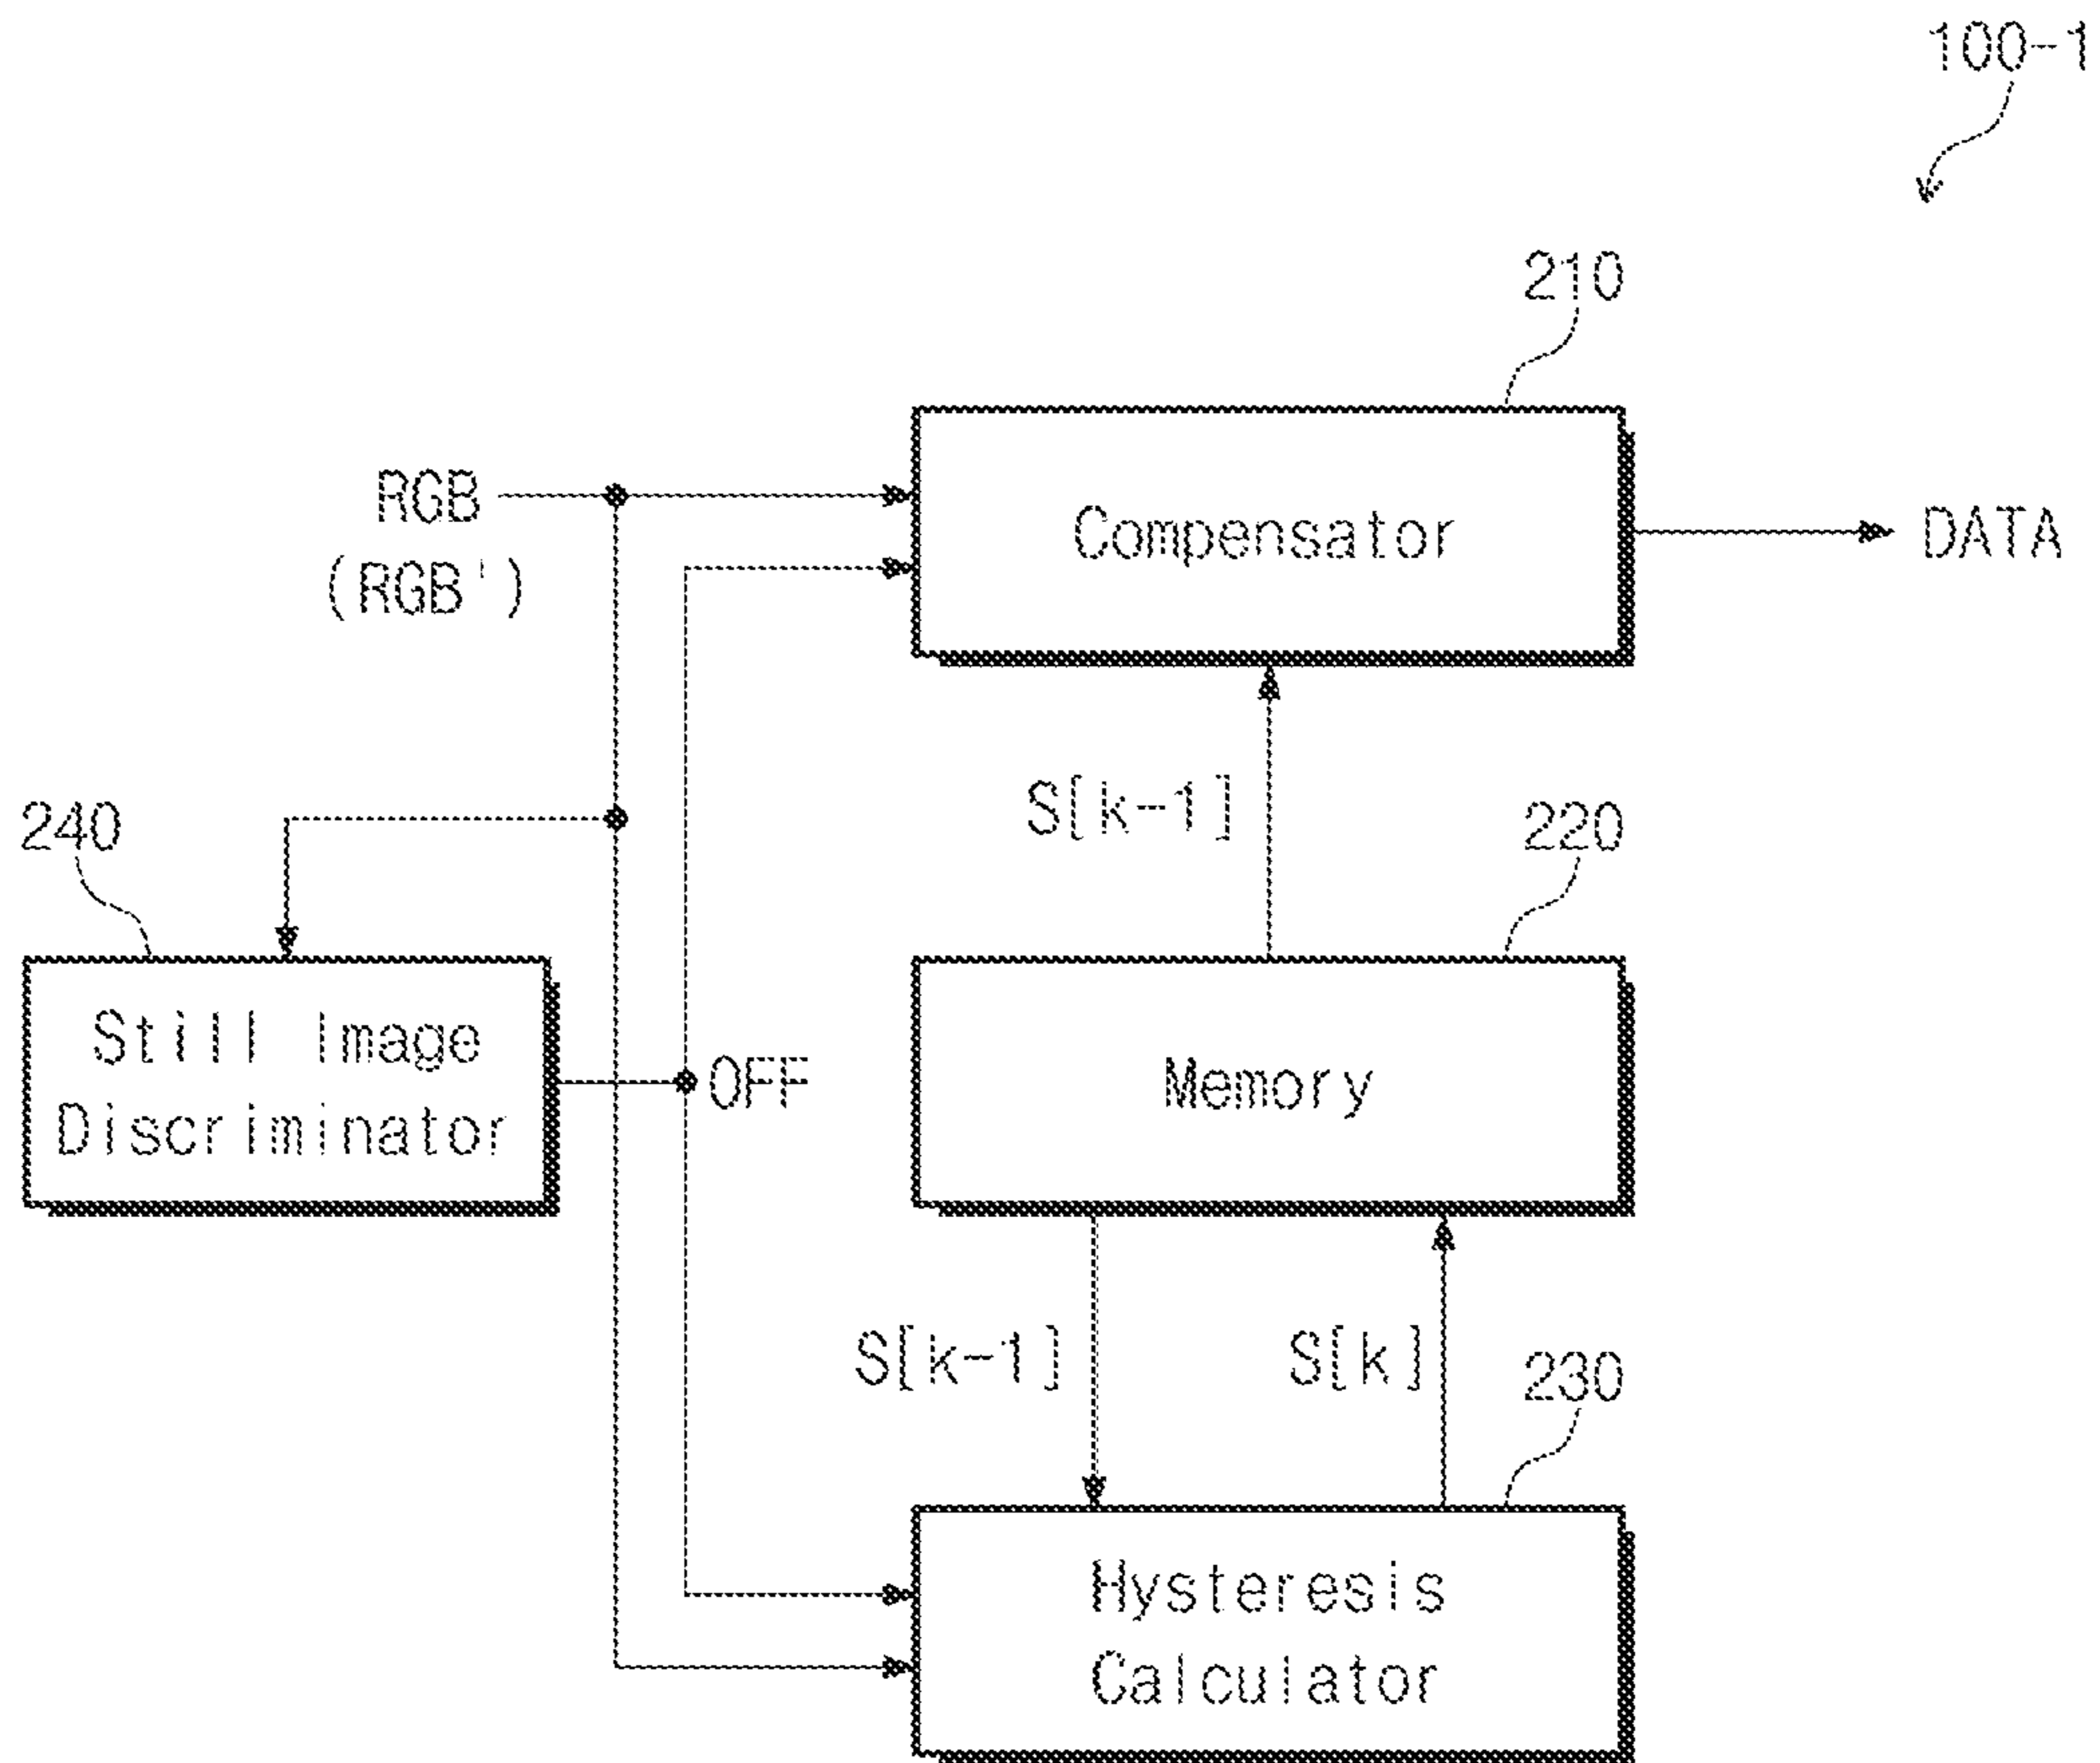 100-1
210
RGB
(RGB')
Compensator
DATA
S[k-1]
240
220
Still Image
Discriminator
OFF
Memory
S[k-1]
S[k]
230
Hysteresis
Calculator